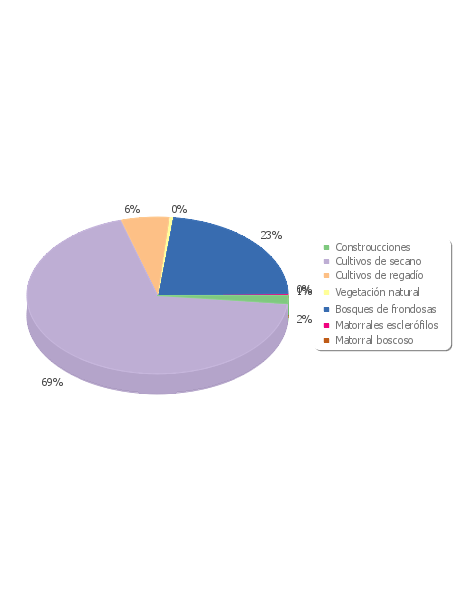 6%
0%
23%
0%
1%
2%
69%
Construcciones
Cultivos de secano
Cultivos de regadío
Vegetación natural
Bosques de frondosas
Matorrales esclerófilos
Matorral boscoso